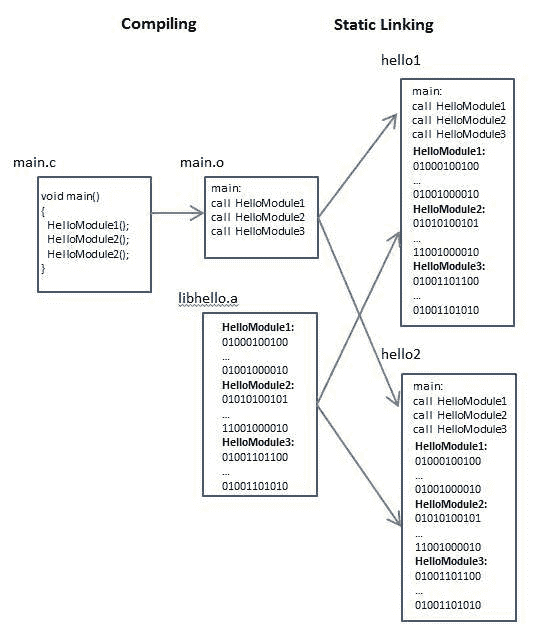 Compiling
Static Linking
main.c
void main()
{
HelloModule1();
HelloModule2();
HelloModule2();
}
main.o
main:
call HelloModule1
call HelloModule2
call HelloModule3
libhello.a
HelloModule1:
01000100100
...
01001000010
HelloModule2:
01010100101
...
11001000010
HelloModule3:
01001101100
...
01001101010
hello1
main:
call HelloModule1
call HelloModule2
call HelloModule3
HelloModule1:
01000100100
...
01001000010
HelloModule2:
01010100101
...
11001000010
HelloModule3:
01001101100
...
01001101010
hello2
main:
call HelloModule1
call HelloModule2
call HelloModule3
HelloModule1:
01000100100
...
01001000010
HelloModule2:
01010100101
...
11001000010
HelloModule3:
01001101100
...
01001101010